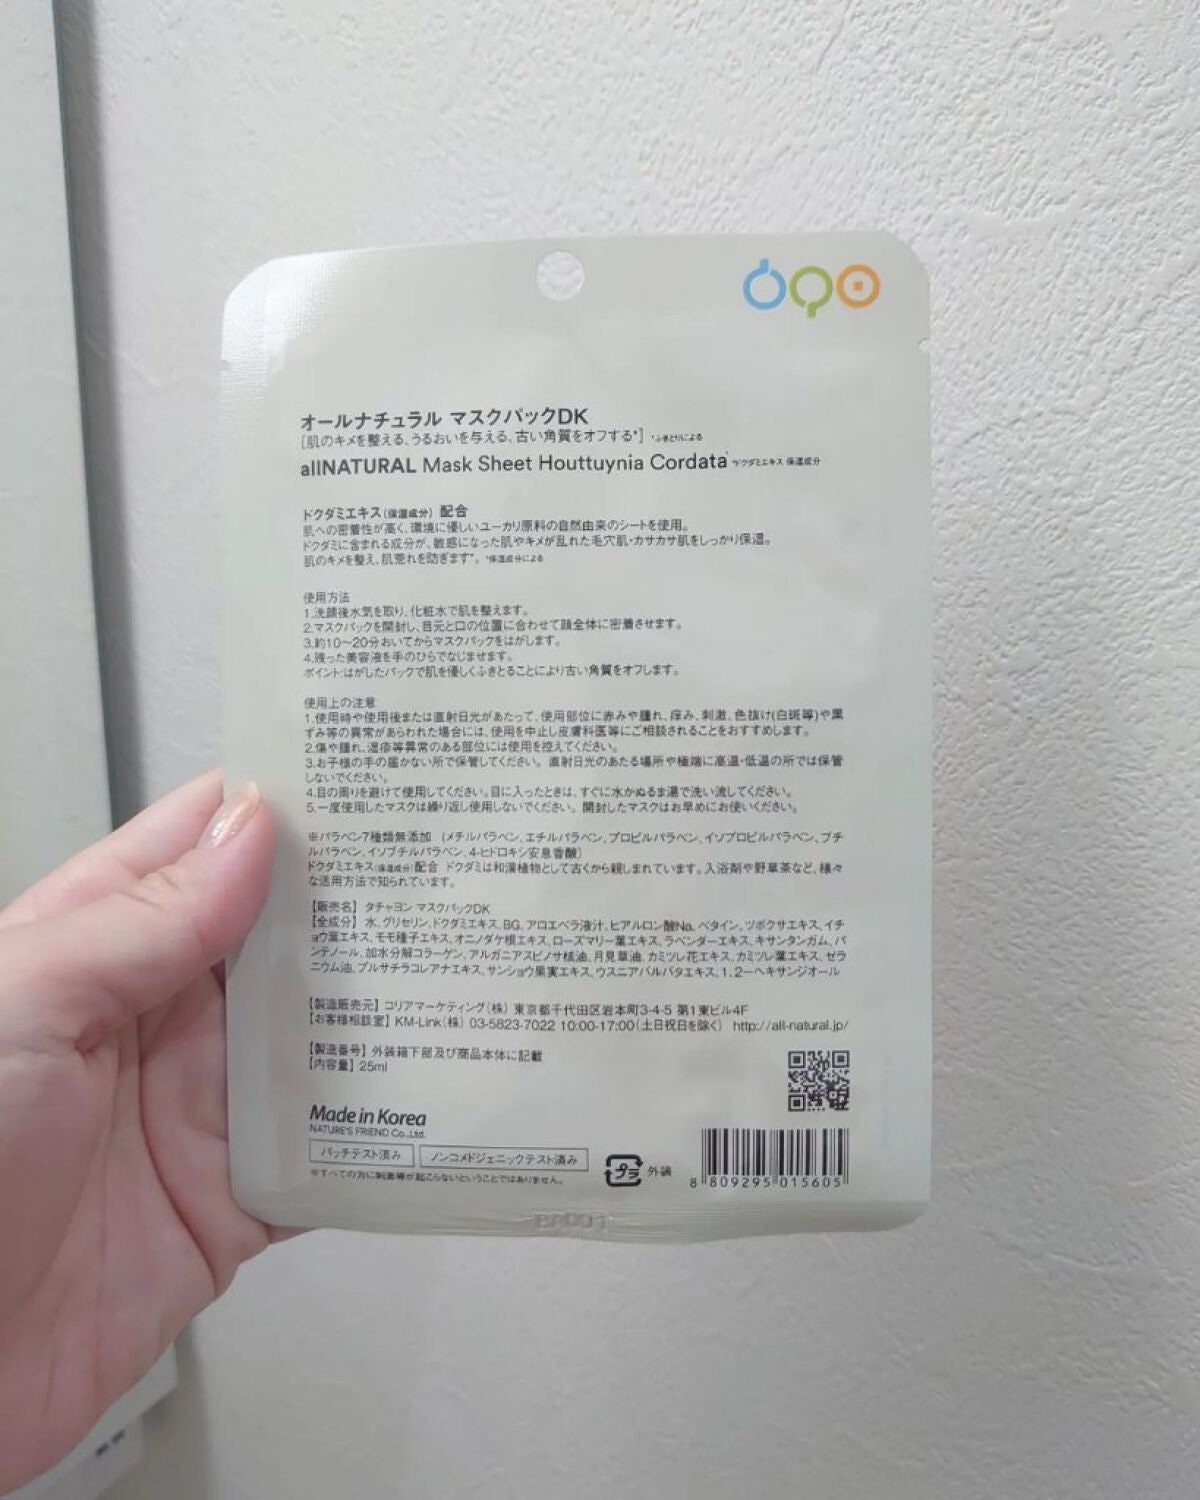 オールナチュラル マスクパックDK
[肌のキメを整える、うるおいを与える、古い角質をオフする*] *ふきとりによる
allNATURAL Mask Sheet Houttuynia Cordata* *ドクダミエキス 保湿成分
ドクダミエキス(保湿成分) 配合
肌への密着性が高く、環境に優しいユーカリ原料の自然由来のシートを使用。
ドクダミに含まれる成分が、敏感になった肌やキメが乱れた毛穴肌・カサカサ肌をしっかり保湿。
肌のキメを整え、肌荒れを防ぎます*。 *保湿成分による
使用方法
1.洗顔後水気を取り、化粧水で肌を整えます。
2.マスクパックを開封し、目元と口の位置に合わせて顔全体に密着させます。
3.約10～20分おいてからマスクパックをはがします。
4.残った美容液を手のひらでなじませます。
ポイント:はがしたパックで肌を優しくふきとることにより古い角質をオフします。
使用上の注意
1.使用時や使用後または直射日光があたって、使用部位に赤みや腫れ、痒み、刺激、色抜け(白斑等)や黒
ずみ等の異常があらわれた場合には、使用を中止し皮膚科医等にご相談されることをおすすめします。
2.傷や腫れ、湿疹等異常のある部位には使用を控えてください。
3.お子様の手の届かない所で保管してください。直射日光のあたる場所や極端に高温・低温の所では保管
しないでください。
4.目の周りを避けて使用してください。目に入ったときは、すぐに水かぬるま湯で洗い流してください。
5.一度使用したマスクは繰り返し使用しないでください。開封したマスクはお早めにお使いください。
※パラベン7種類無添加 (メチルパラベン、エチルパラベン、プロピルパラベン、イソプロピルパラベン、ブチ
ルパラベン、イソブチルパラベン、4-ヒドロキシ安息香酸)
ドクダミエキス(保湿成分)配合 ドクダミは和漢植物として古くから親しまれています。入浴剤や野草茶など、様々
な活用方法で知られています。
【販売名】 タチャヨン マスクパックDK
【全成分】 水、グリセリン、ドクダミエキス、BG、アロエベラ液汁、ヒアルロン酸Na、ベタイン、ツボクサエキス、イチ
ョウ葉エキス、モモ種子エキス、オニノダケ根エキス、ローズマリー葉エキス、ラベンダーエキス、キサンタンガム、パ
ンテノール、加水分解コラーゲン、アルガニアスピノサ核油、月見草油、カミツレ花エキス、カミツレ葉エキス、ゼラ
ニウム油、プルサチラコレアナエキス、サンショウ果実エキス、ウスニアバルバタエキス、1,2-ヘキサンジオール
【製造販売元】 コリアマーケティング(株) 東京都千代田区岩本町3-4-5 第1東ビル4F
【お客様相談室】 KM-Link(株) 03-5823-7022 10:00-17:00(土日祝日を除く) http://all-natural.jp/
【製造番号】 外装箱下部及び商品本体に記載
【内容量】 25ml
Made in Korea
NATURE'S FRIEND Co.,Ltd.
パッチテスト済み ノンコメドジェニックテスト済み
※すべての方に刺激等が起こらないということではありません。
プラ 外装
8 809295 015605